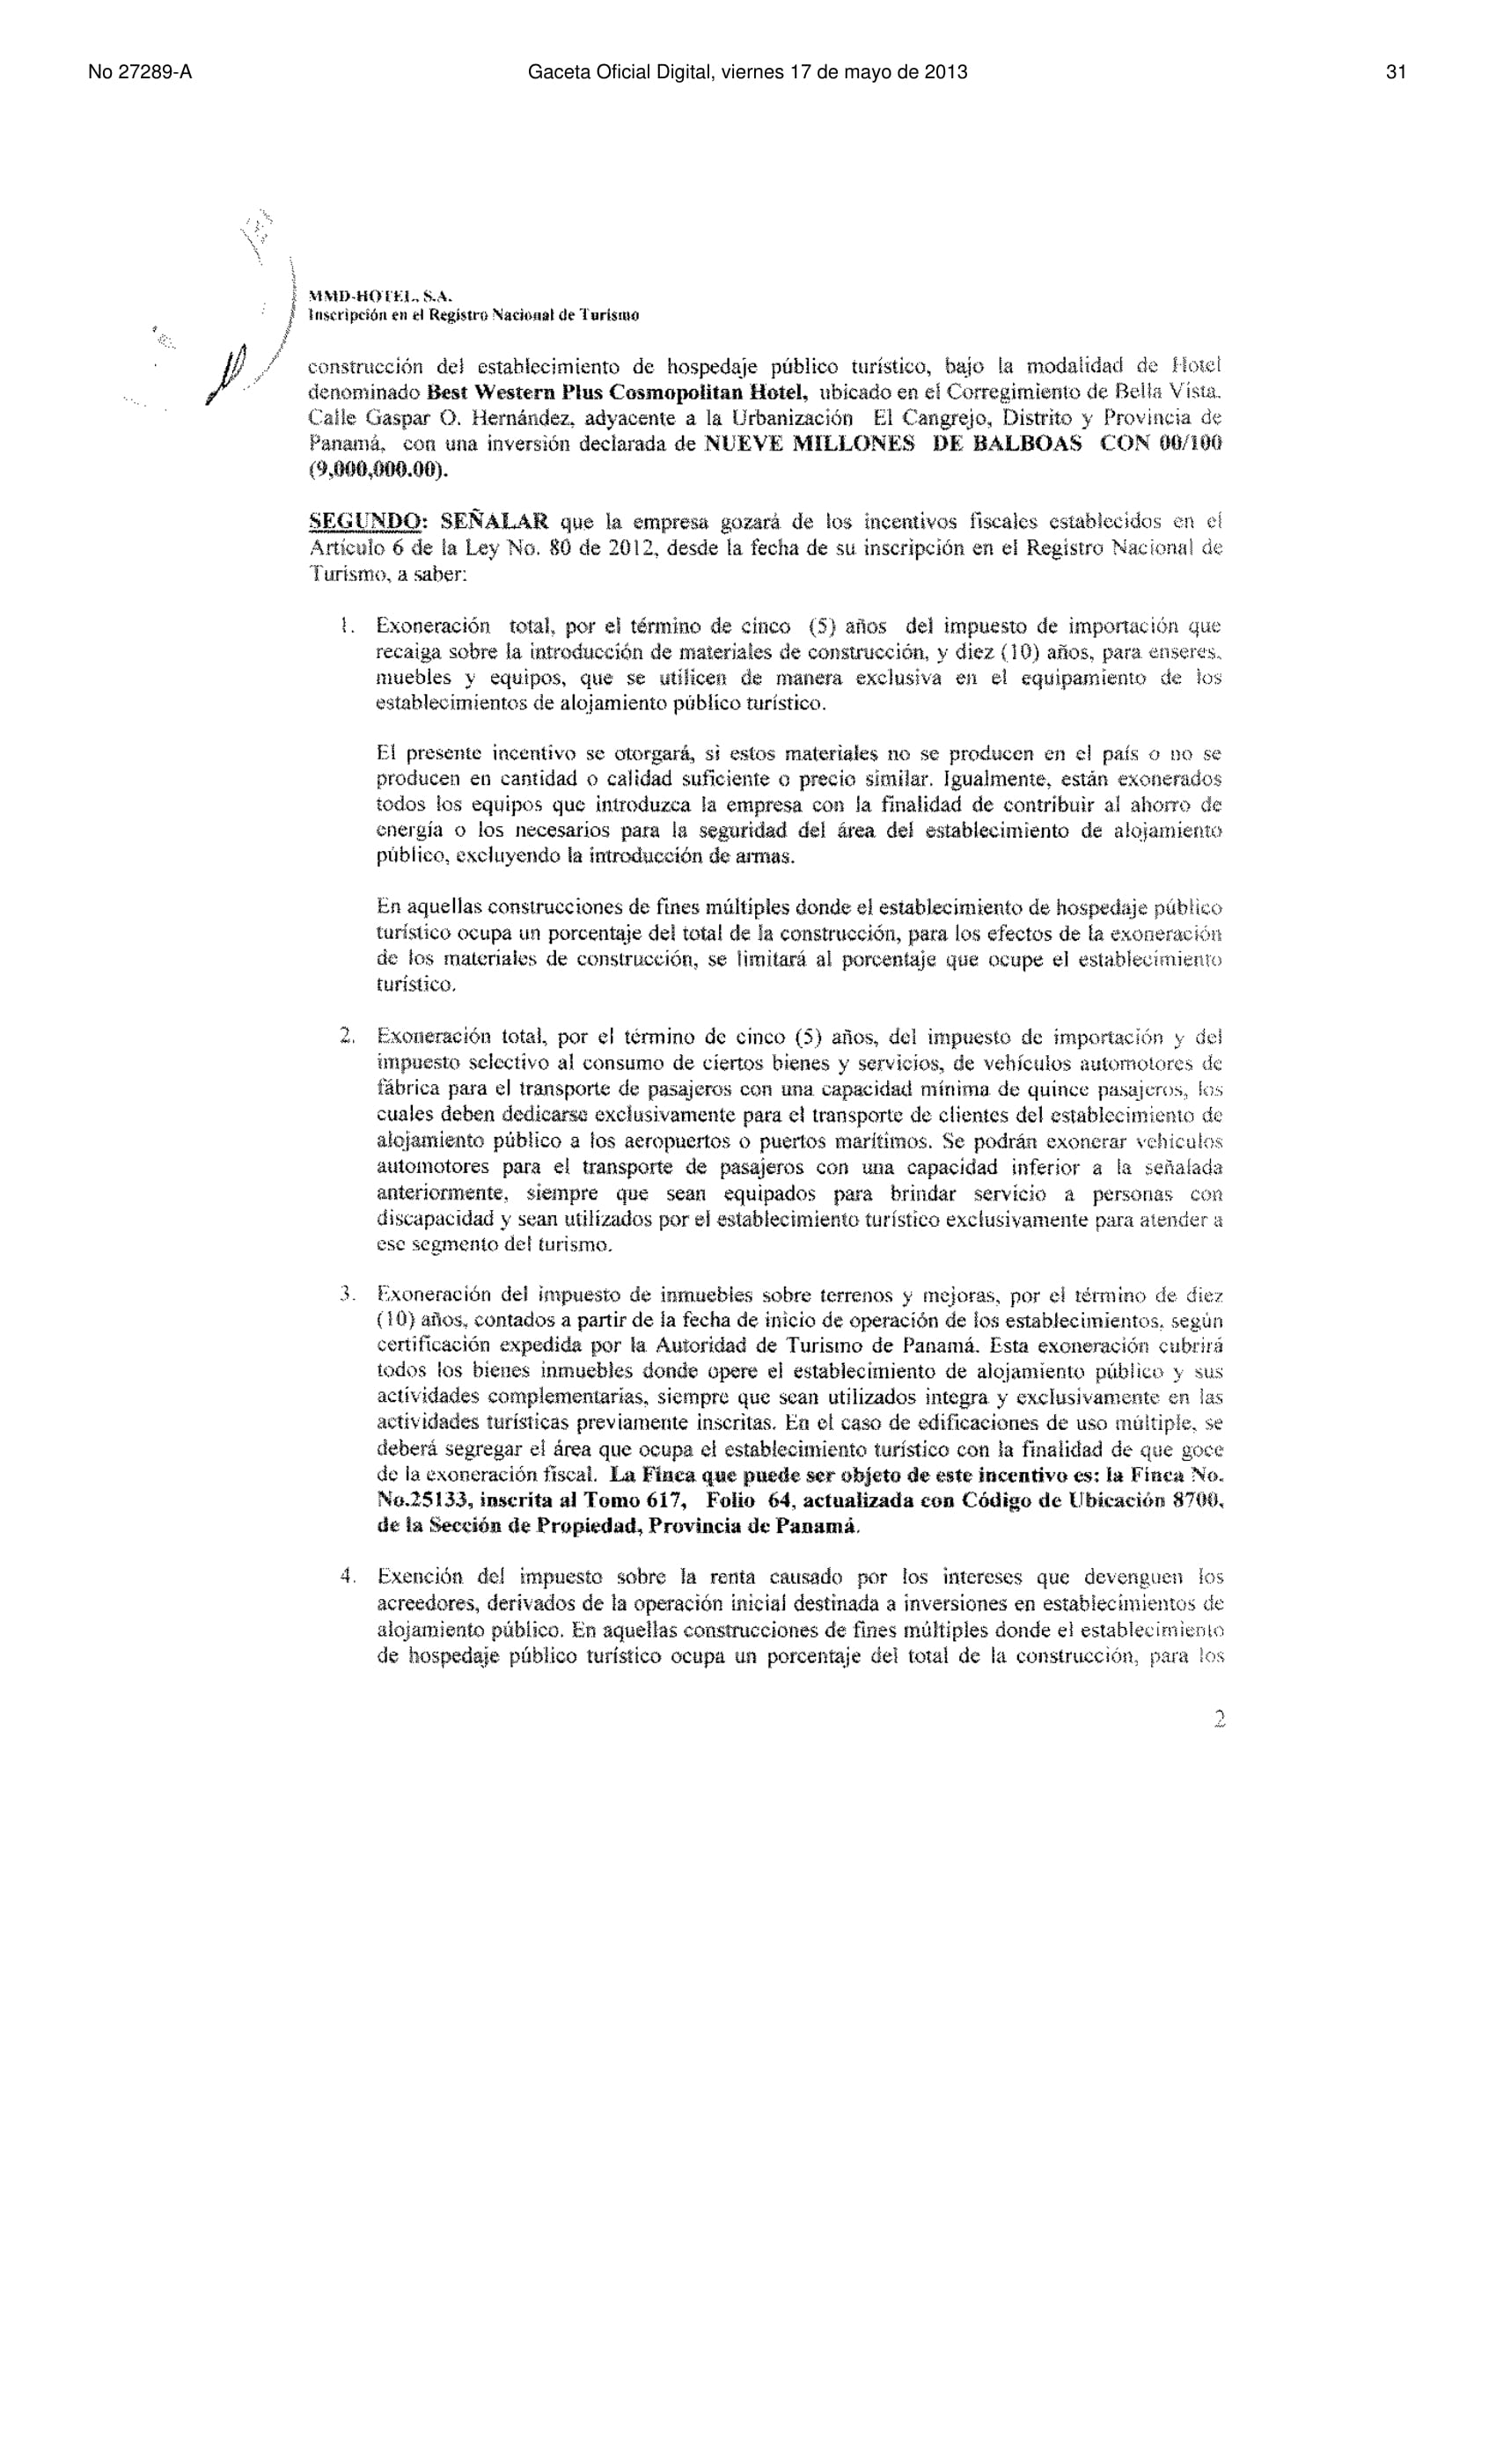 No 27289-A Gaceta Oficial Digital, viernes 17 de mayo de 2013 31
MMD-HOTEL, S.A.
Inscripción en el Registro Nacional de Turismo
construcción del establecimiento de hospedaje público turístico, bajo la modalidad de Hotel
denominado Best Western Plus Cosmopolitan Hotel, ubicado en el Corregimiento de Bella Vista,
Calle Gaspar O. Hernández, adyacente a la Urbanización El Cangrejo, Distrito y Provincia de
Panamá, con una inversión declarada de NUEVE MILLONES DE BALBOAS CON 00/100
(9,000,000.00).
SEGUNDO: SEÑALAR que la empresa gozará de los incentivos fiscales establecidos en el
Artículo 6 de la Ley No. 80 de 2012, desde la fecha de su inscripción en el Registro Nacional de
Turismo, a saber:
1. Exoneración total, por el término de cinco (5) años del impuesto de importación que
recaiga sobre la introducción de materiales de construcción, y diez (10) años, para enseres,
muebles y equipos, que se utilicen de manera exclusiva en el equipamiento de los
establecimientos de alojamiento público turístico.
El presente incentivo se otorgará, si estos materiales no se producen en el país o no se
producen en cantidad o calidad suficiente o precio similar. Igualmente, están exonerados
todos los equipos que introduzca la empresa con la finalidad de contribuir al ahorro de
energía o los necesarios para la seguridad del área del establecimiento de alojamiento
público, excluyendo la introducción de armas.
En aquellas construcciones de fines múltiples donde el establecimiento de hospedaje público
turístico ocupa un porcentaje del total de la construcción, para los efectos de la exoneración
de los materiales de construcción, se limitará al porcentaje que ocupe el establecimiento
turístico.
2. Exoneración total, por el término de cinco (5) años, del impuesto de importación y del
impuesto selectivo al consumo de ciertos bienes y servicios, de vehículos automotores de
fábrica para el transporte de pasajeros con una capacidad mínima de quince pasajeros, los
cuales deben dedicarse exclusivamente para el transporte de clientes del establecimiento de
alojamiento público a los aeropuertos o puertos marítimos. Se podrán exonerar vehículos
automotores para el transporte de pasajeros con una capacidad inferior a la señalada
anteriormente, siempre que sean equipados para brindar servicio a personas con
discapacidad y sean utilizados por el establecimiento turístico exclusivamente para atender a
ese segmento del turismo.
3. Exoneración del impuesto de inmuebles sobre terrenos y mejoras, por el término de diez
(10) años, contados a partir de la fecha de inicio de operación de los establecimientos, según
certificación expedida por la Autoridad de Turismo de Panamá. Esta exoneración cubrirá
todos los bienes inmuebles donde opere el establecimiento de alojamiento público y sus
actividades complementarias, siempre que sean utilizados integra y exclusivamente en las
actividades turísticas previamente inscritas. En el caso de edificaciones de uso múltiple, se
deberá segregar el área que ocupa el establecimiento turístico con la finalidad de que goce
de la exoneración fiscal. La Finca que puede ser objeto de este incentivo es: la Finca No.
No.25133, inscrita al Tomo 617, Folio 64, actualizada con Código de Ubicación 8700,
de la Sección de Propiedad, Provincia de Panamá.
4. Exención del impuesto sobre la renta causado por los intereses que devenguen los
acreedores, derivados de la operación inicial destinada a inversiones en establecimientos de
alojamiento público. En aquellas construcciones de fines múltiples donde el establecimiento
de hospedaje público turístico ocupa un porcentaje del total de la construcción, para los
2